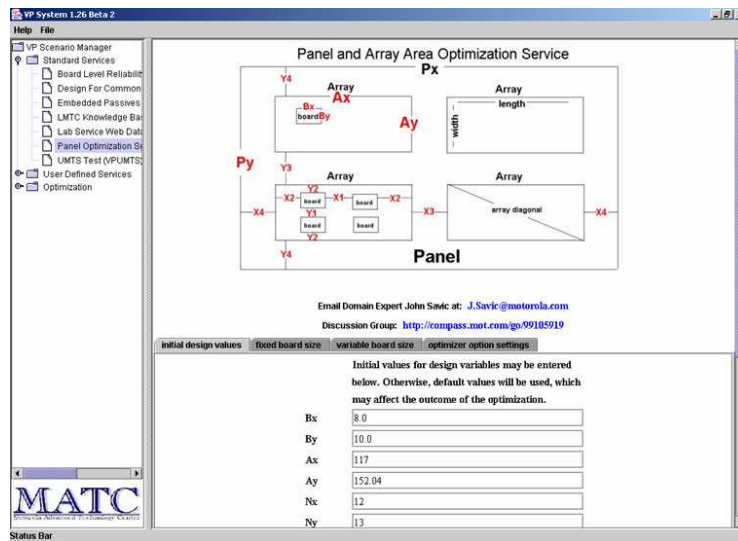 VP System 1.26 Beta 2
Help File
VP Scenario Manager
Standard Services
Board Level Reliabilit
Design For Common
Embedded Passives
LMTC Knowledge Ba
Lab Service Web Data
Panel Optimization Se
UMTS Test (VPUMTS)
User Defined Services
Optimization
MATC
Motorola Advanced Technology Center
Status Bar
Panel and Array Area Optimization Service
Px
Y4
Array
Ax
Bx
board By
Ay
Array
length
width
Py
Y3
Array
Y2
X2 board X1 board X2
Y1
board board
Y2
X4
X3
Array
array diagonal
X4
Y4
Panel
Email Domain Expert John Savic at: J.Savic@motorola.com
Discussion Group: http://compass.mot.com/go/99105919
initial design values fixed board size variable board size optimizer option settings
Initial values for design variables may be entered
below. Otherwise, default values will be used, which
may affect the outcome of the optimization.
Bx 8.0
By 10.0
Ax 117
Ay 152.04
Nx 12
Ny 13